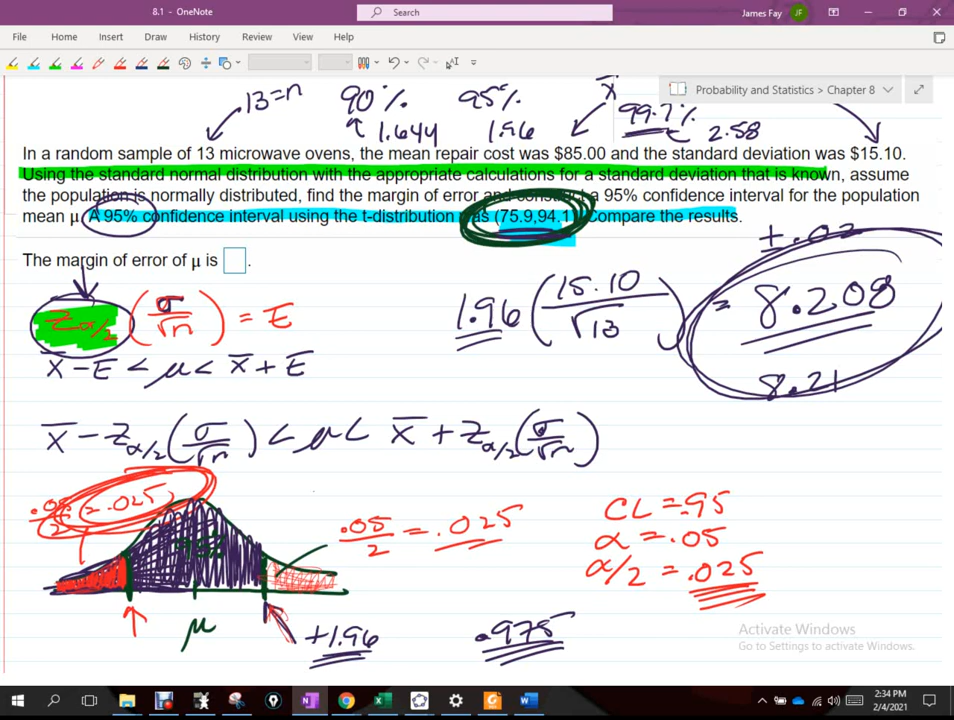 8.1 - OneNote
Search
James Fay JF
File Home Insert Draw History Review View Help
Probability and Statistics > Chapter 8
13=n 90% 95% x̄ 99.7%
1.644 1.96 2.58
In a random sample of 13 microwave ovens, the mean repair cost was $85.00 and the standard deviation was $15.10.
Using the standard normal distribution with the appropriate calculations for a standard deviation that is known, assume
the population is normally distributed, find the margin of error and construct a 95% confidence interval for the population
mean μ. A 95% confidence interval using the t-distribution was (75.9,94.1). Compare the results.
±.02
The margin of error of μ is .
Zα/2 (σ/√n) = E
1.96 (15.10/√13) = 8.208
8.21
x̄ - E < μ < x̄ + E
x̄ - Zα/2 (σ/√n) < μ < x̄ + Zα/2 (σ/√n)
.05/2 = .025
.05/2 = .025
CL = .95
α = .05
α/2 = .025
μ
+1.96
.975
Activate Windows
Go to Settings to activate Windows.
2:34 PM
2/4/2021